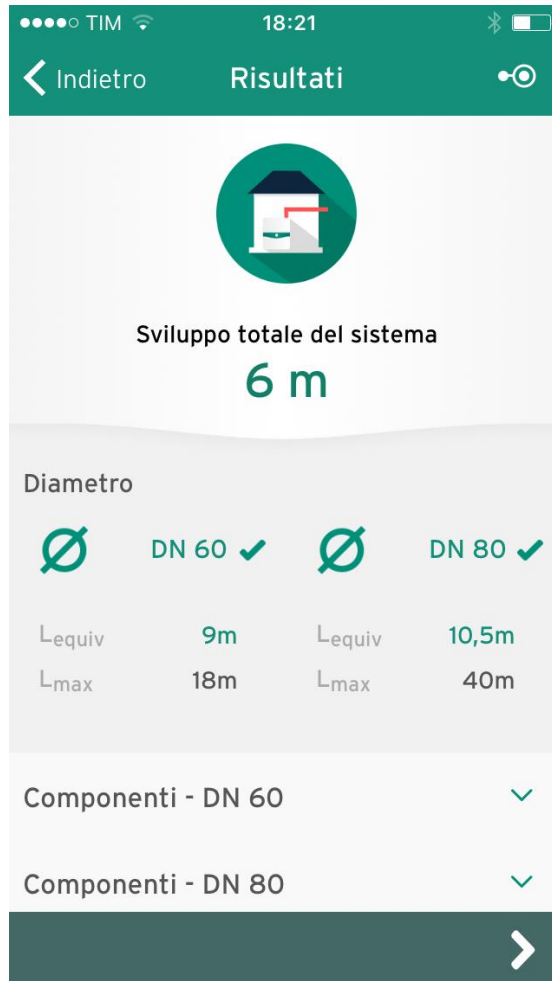 TIM 18:21
Indietro Risultati
Sviluppo totale del sistema
6 m
Diametro
DN 60 DN 80
Lequiv 9m Lequiv 10,5m
Lmax 18m Lmax 40m
Componenti - DN 60
Componenti - DN 80